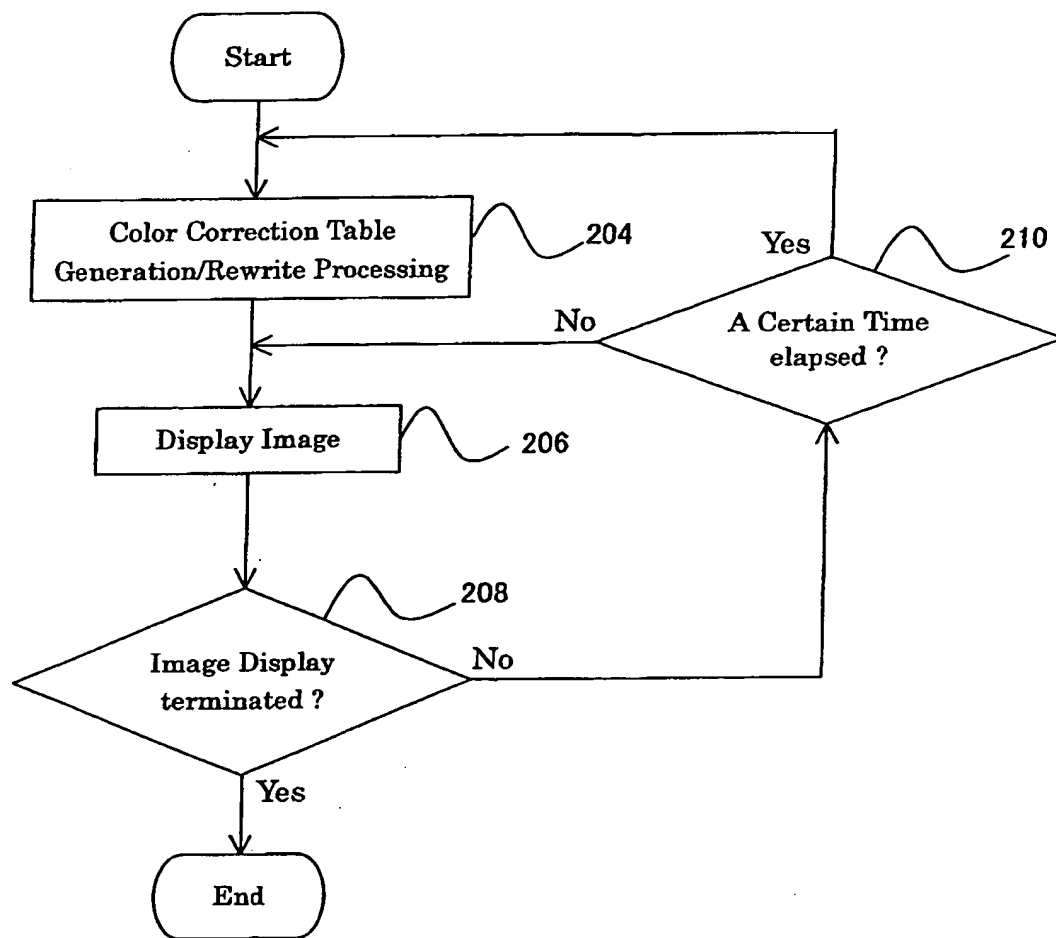 Start
Color Correction Table
Generation/Rewrite Processing
204
Yes
210
No
A Certain Time
elapsed ?
Display Image
206
208
Image Display
terminated ?
No
Yes
End